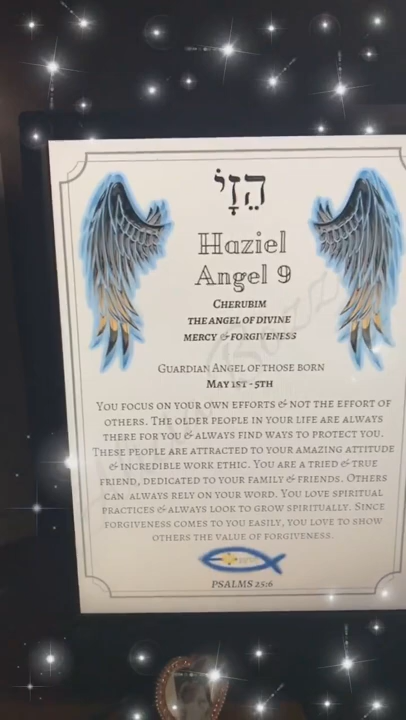 הֲזִי
Haziel
Angel 9
Cherubim
The Angel of Divine
Mercy & Forgiveness
Guardian Angel of those born
May 1st - 5th
You focus on your own efforts & not the effort of
others. The older people in your life are always
there for you & always find ways to protect you.
These people are attracted to your amazing attitude
& incredible work ethic. You are a tried & true
friend, dedicated to your family & friends. Others
can always rely on your word. You love spiritual
practices & always look to grow spiritually. Since
forgiveness comes to you easily, you love to show
others the value of forgiveness.
Psalms 25:6